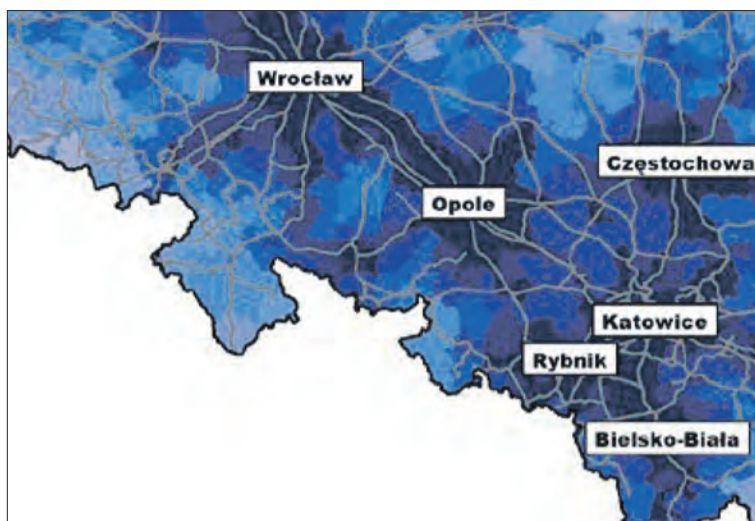 Wrocław
Częstochowa
Opole
Katowice
Rybnik
Bielsko-Biała